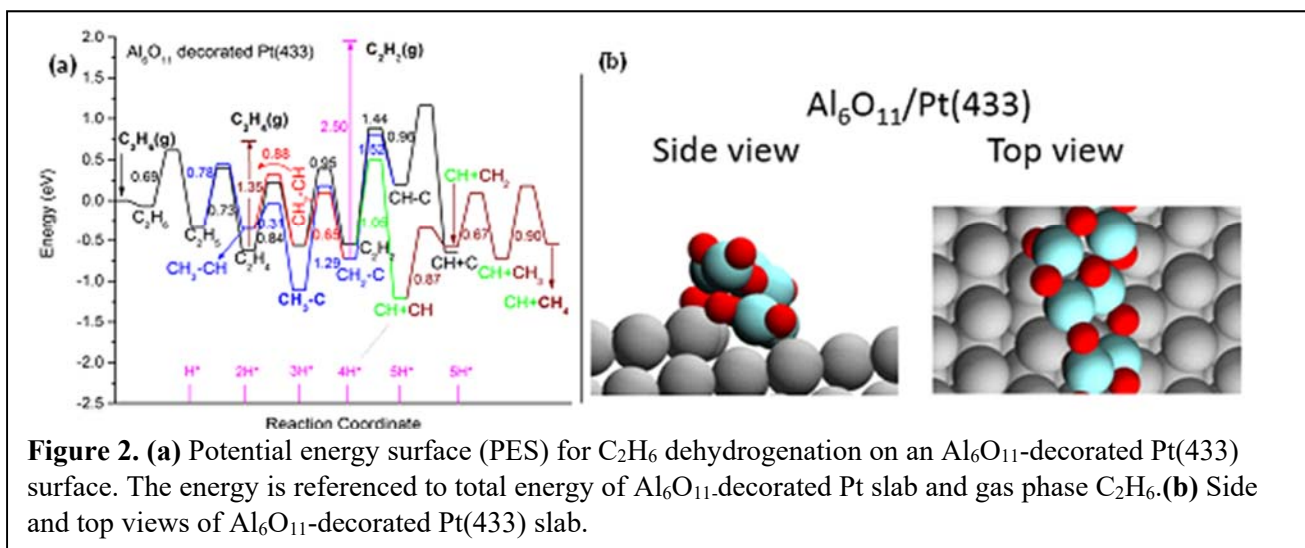 (a)
Al₆O₁₁ decorated Pt(433)
C₂H₂(g)
C₂H₆(g)
2.0
1.5
1.0
0.5
0.0
-0.5
-1.0
-1.5
-2.0
-2.5
Energy (eV)
0.69
C₂H₆
0.78
0.73
C₂H₅
CH₃-CH
1.35
0.31
0.84
C₂H₄
0.88
CH₂-CH
CH₃-C
0.95
0.65
1.29
2.50
C₂H₂
CH₂-C
1.44
1.52
0.96
CH-C
CH+CH
0.87
CH+CH₂
CH+C
0.67
CH+CH₃
0.90
CH+CH₄
H* 2H* 3H* 4H* 5H* 5H*
Reaction Coordinate
(b)
Al₆O₁₁/Pt(433)
Side view Top view
Figure 2. (a) Potential energy surface (PES) for C₂H₆ dehydrogenation on an Al₆O₁₁-decorated Pt(433)
surface. The energy is referenced to total energy of Al₆O₁₁-decorated Pt slab and gas phase C₂H₆.(b) Side
and top views of Al₆O₁₁-decorated Pt(433) slab.